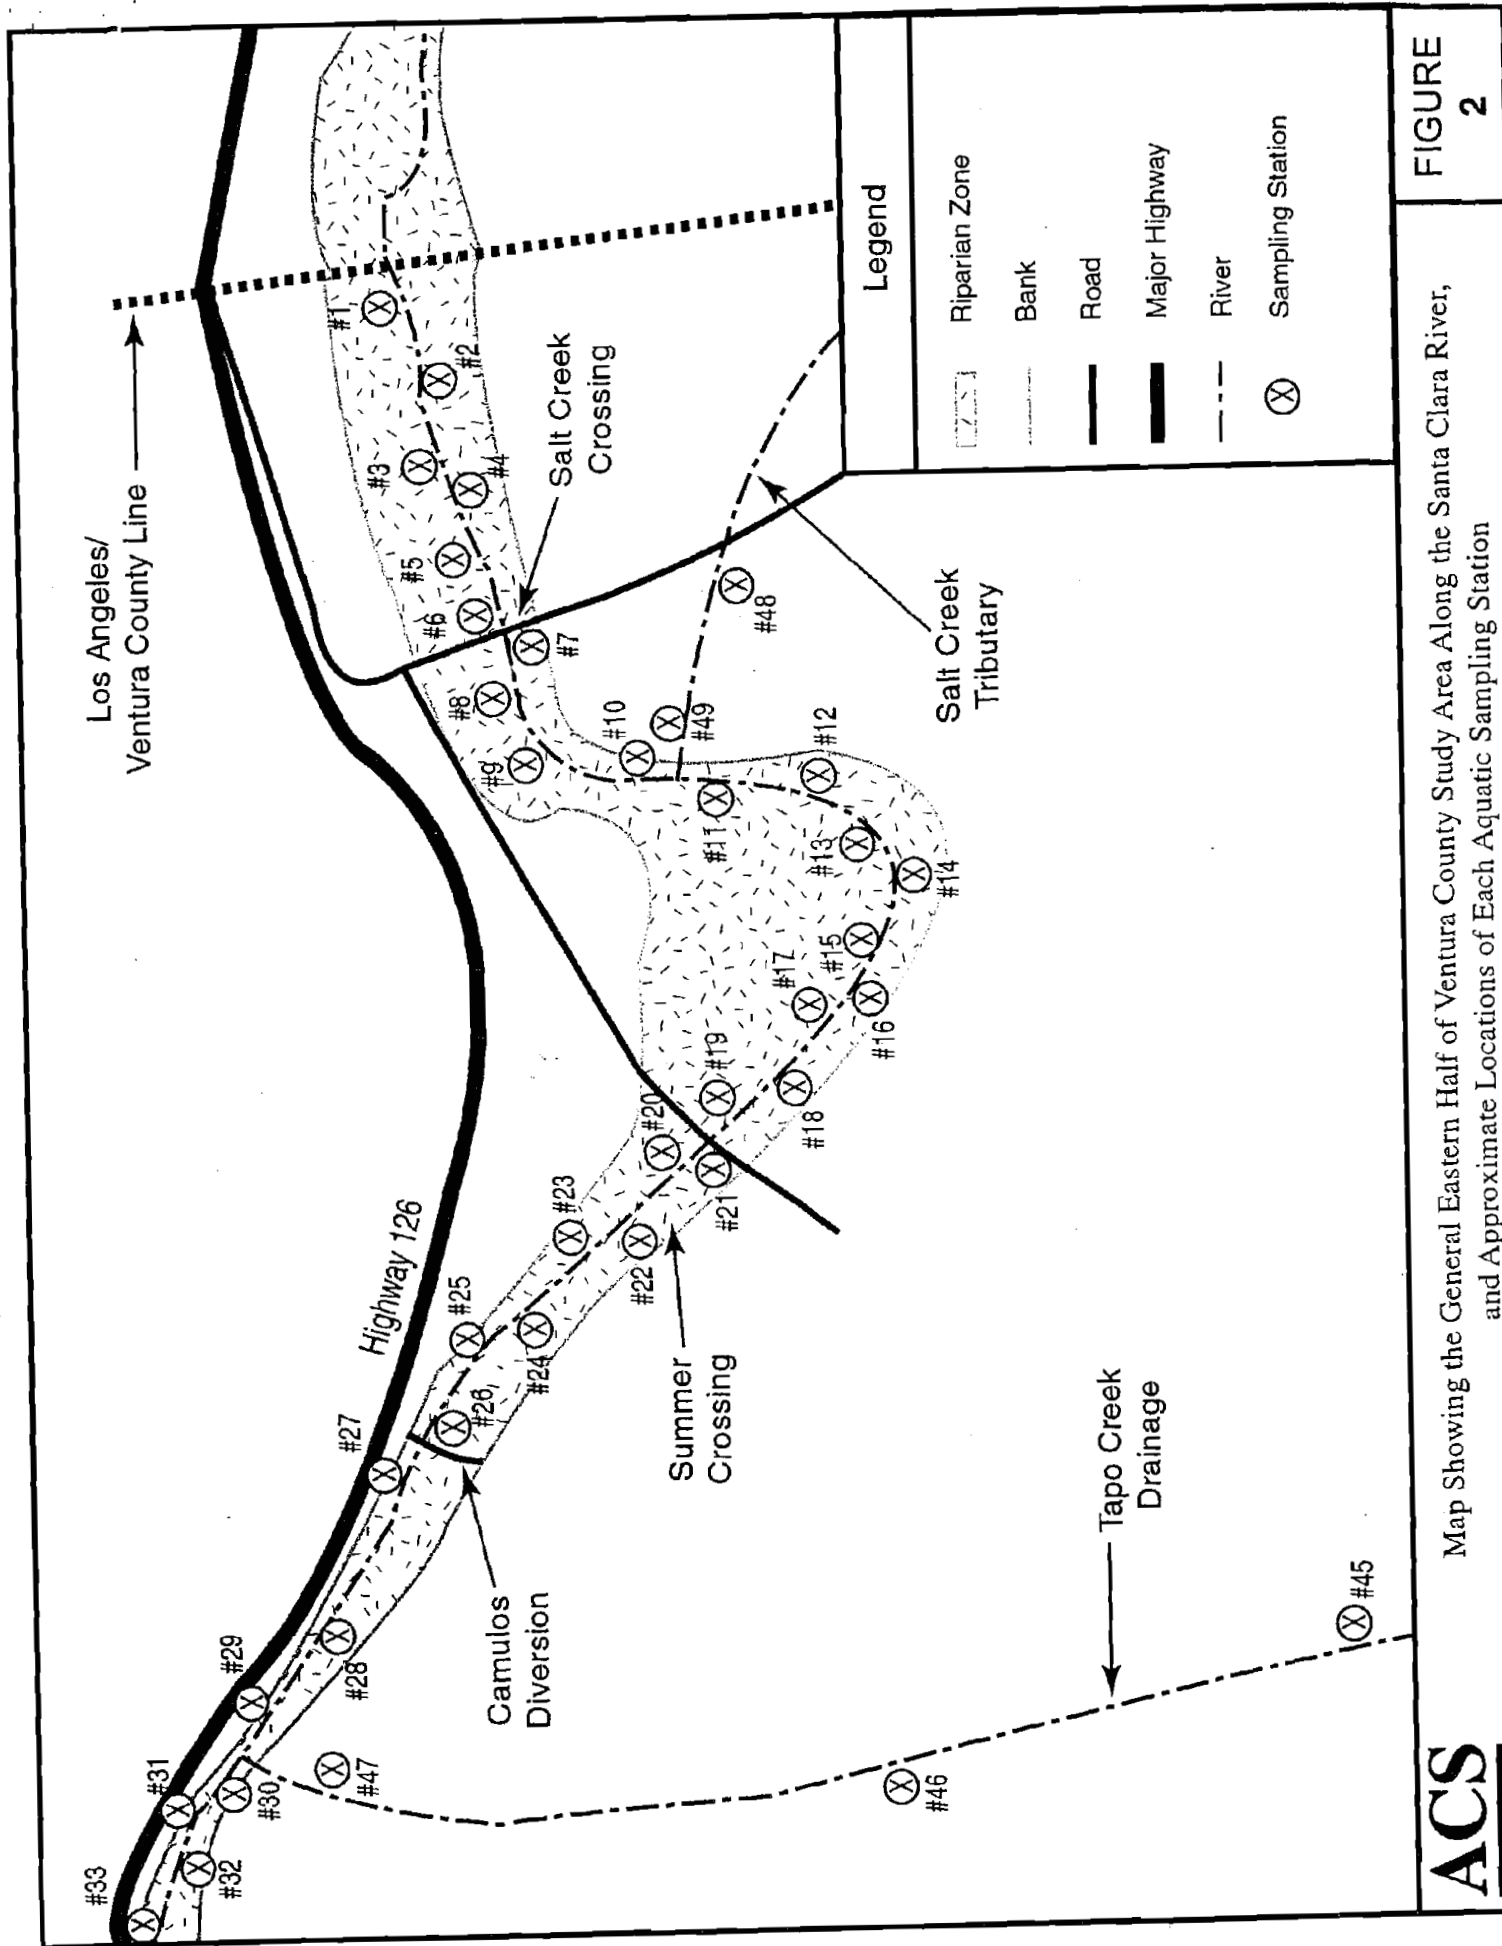 Los Angeles/
Ventura County Line
#1
#2
#3
#4
#5
#6
#7
#8
#9
Salt Creek
Crossing
#10
#49
#48
#11
#12
#13
#14
#15
#16
#17
#18
#19
#20
#21
#22
#23
#24
#25
#26
#27
#28
#29
#30
#31
#32
#33
#47
#46
#45
Highway 126
Salt Creek
Tributary
Summer
Crossing
Camulos
Diversion
Tapo Creek
Drainage
Legend
Riparian Zone
Bank
Road
Major Highway
River
Sampling Station
ACS
Map Showing the General Eastern Half of Ventura County Study Area Along the Santa Clara River,
and Approximate Locations of Each Aquatic Sampling Station
FIGURE
2